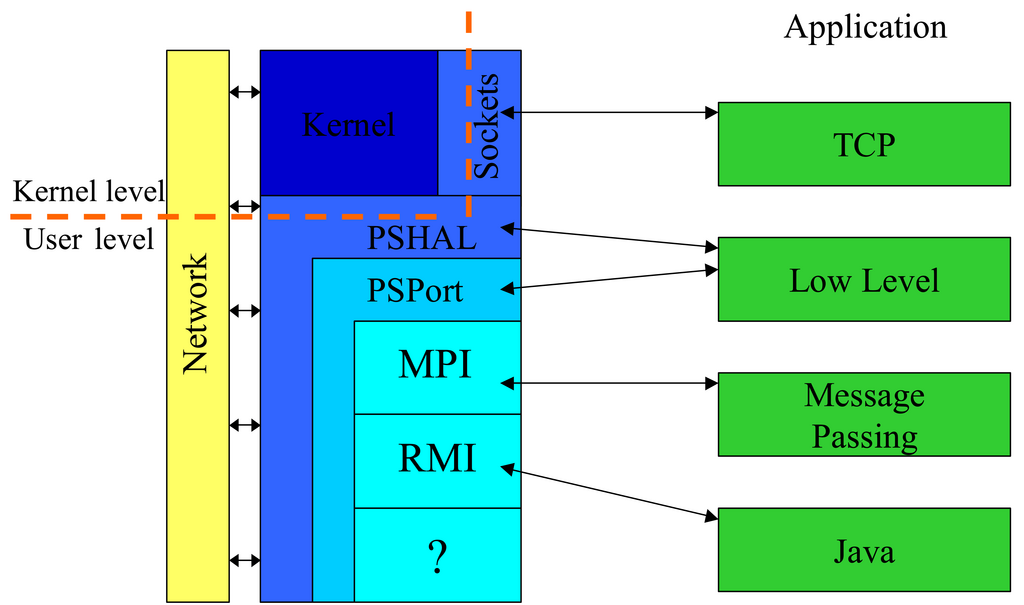 Application
Kernel
Sockets
TCP
Kernel level
User level
PSHAL
Network
PSPort
Low Level
MPI
Message
Passing
RMI
Java
?